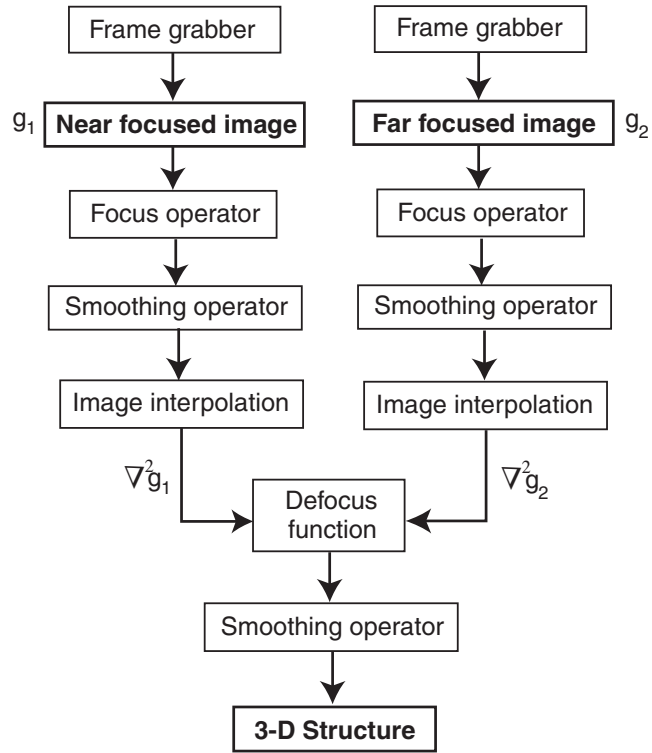 Frame grabber
Frame grabber
g₁ Near focused image
Far focused image g₂
Focus operator
Focus operator
Smoothing operator
Smoothing operator
Image interpolation
Image interpolation
∇²g₁
∇²g₂
Defocus
function
Smoothing operator
3-D Structure